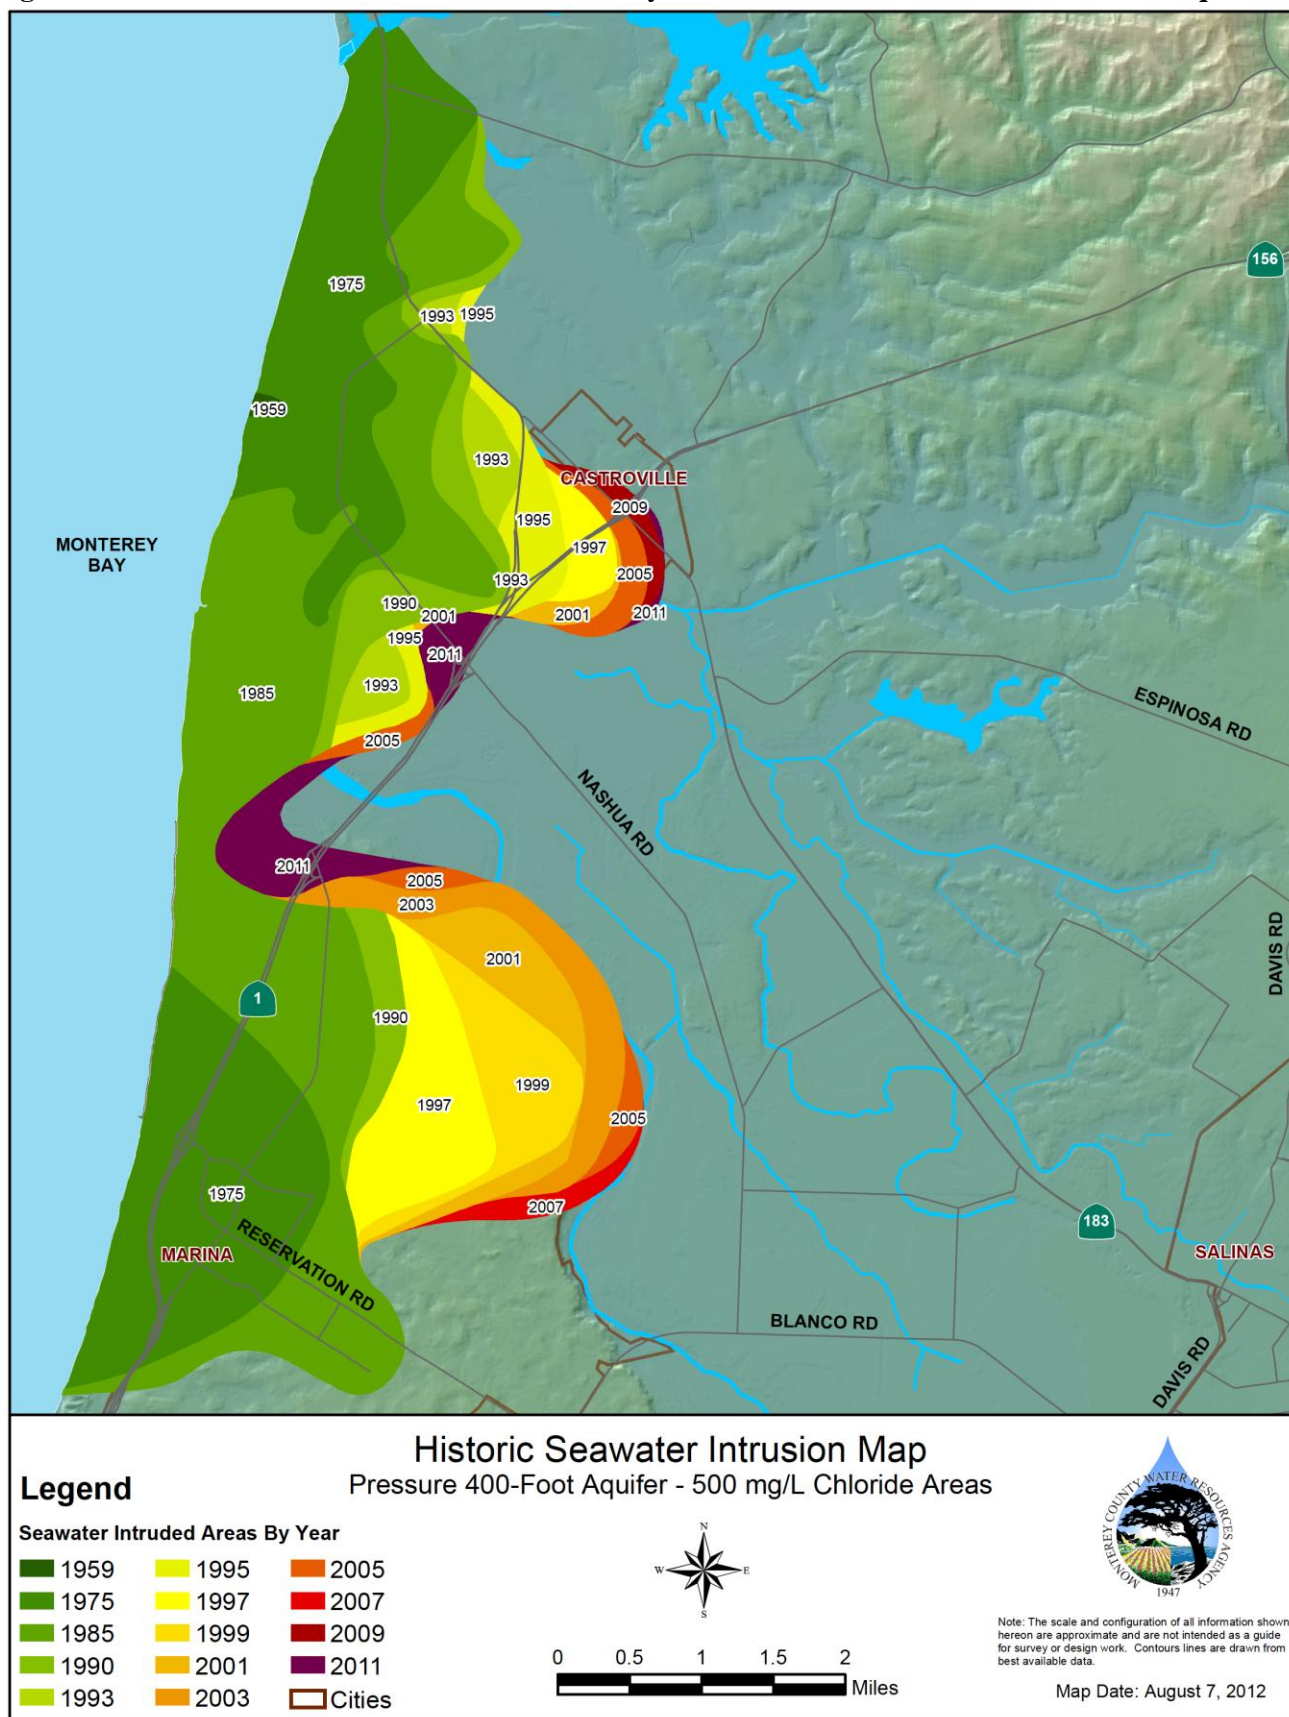 156
1975
1993
1995
1959
1993
CASTROVILLE
2009
MONTEREY
BAY
1995
1997
1993
2005
1990
2001
2001
2011
1995
2011
1993
1985
ESPINOSA RD
2005
NASHUA RD
2011
2005
2003
2001
DAVIS RD
1
1990
1999
1997
2005
1975
2007
RESERVATION RD
183
MARINA
SALINAS
BLANCO RD
DAVIS RD
Historic Seawater Intrusion Map
Pressure 400-Foot Aquifer - 500 mg/L Chloride Areas
Legend
Seawater Intruded Areas By Year
1959
1975
1985
1990
1993
1995
1997
1999
2001
2003
2005
2007
2009
2011
Cities
N
W E
S
0 0.5 1 1.5 2
Miles
MONTEREY COUNTY WATER RESOURCES AGENCY
1947
Note: The scale and configuration of all information shown
hereon are approximate and are not intended as a guide
for survey or design work. Contours lines are drawn from
best available data.
Map Date: August 7, 2012